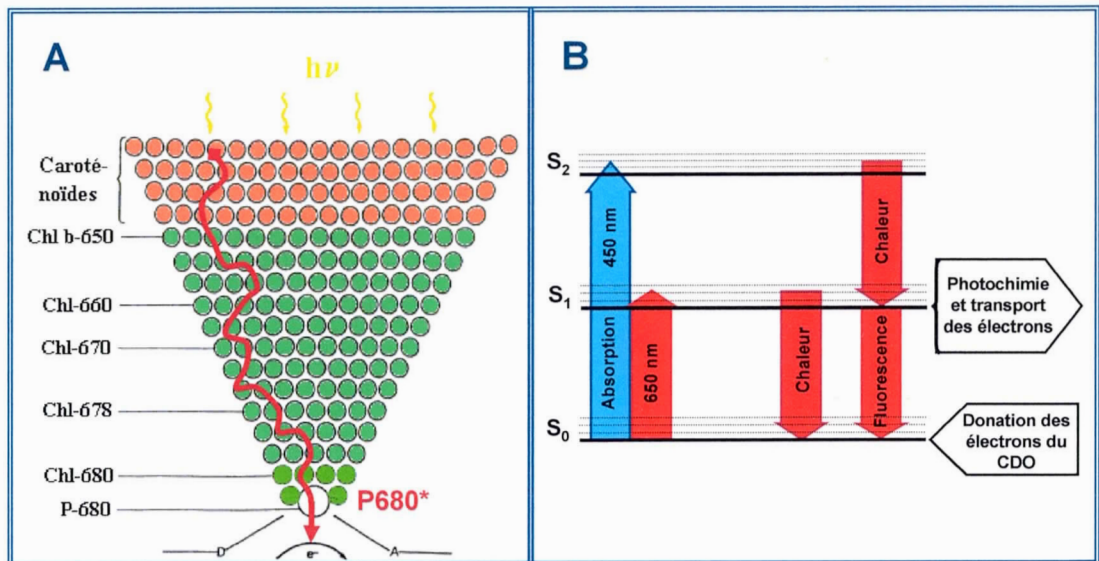 A
hν
Caroté-
noïdes
Chl b-650
Chl-660
Chl-670
Chl-678
Chl-680
P-680
P680*
D
e-
A
B
S2
S1
S0
450 nm
Absorption
650 nm
Chaleur
Chaleur
Fluorescence
Photochimie
et transport
des électrons
Donation des
électrons du
CDO